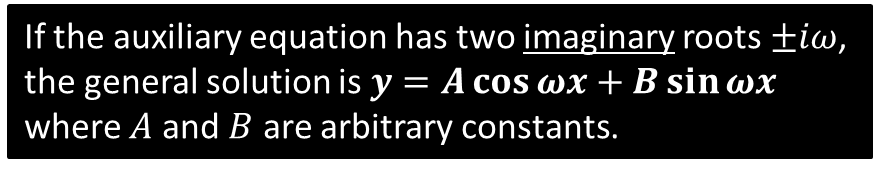 If the auxiliary equation has two imaginary roots ±iω,
the general solution is y = A cos ωx + B sin ωx
where A and B are arbitrary constants.